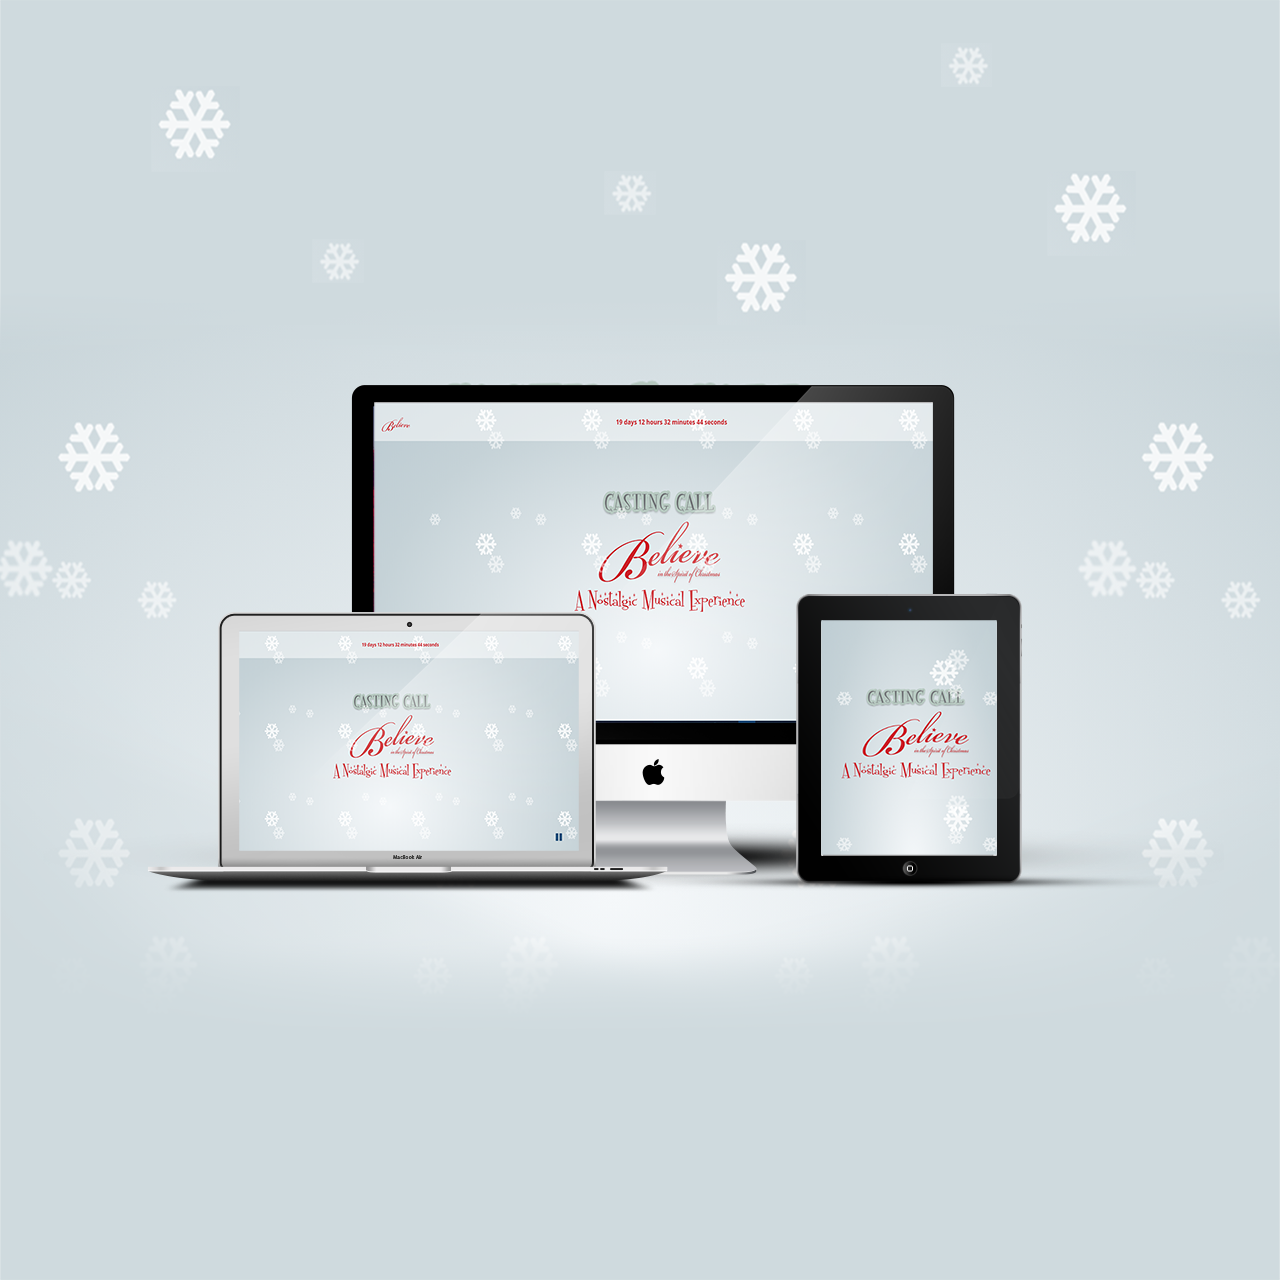 Believe
19 days 12 hours 32 minutes 44 seconds
CASTING CALL
Believe
in the Spirit of Christmas
A Nostalgic Musical Experience
19 days 12 hours 32 minutes 44 seconds
CASTING CALL
Believe
in the Spirit of Christmas
A Nostalgic Musical Experience
MacBook Air
CASTING CALL
Believe
in the Spirit of Christmas
A Nostalgic Musical Experience